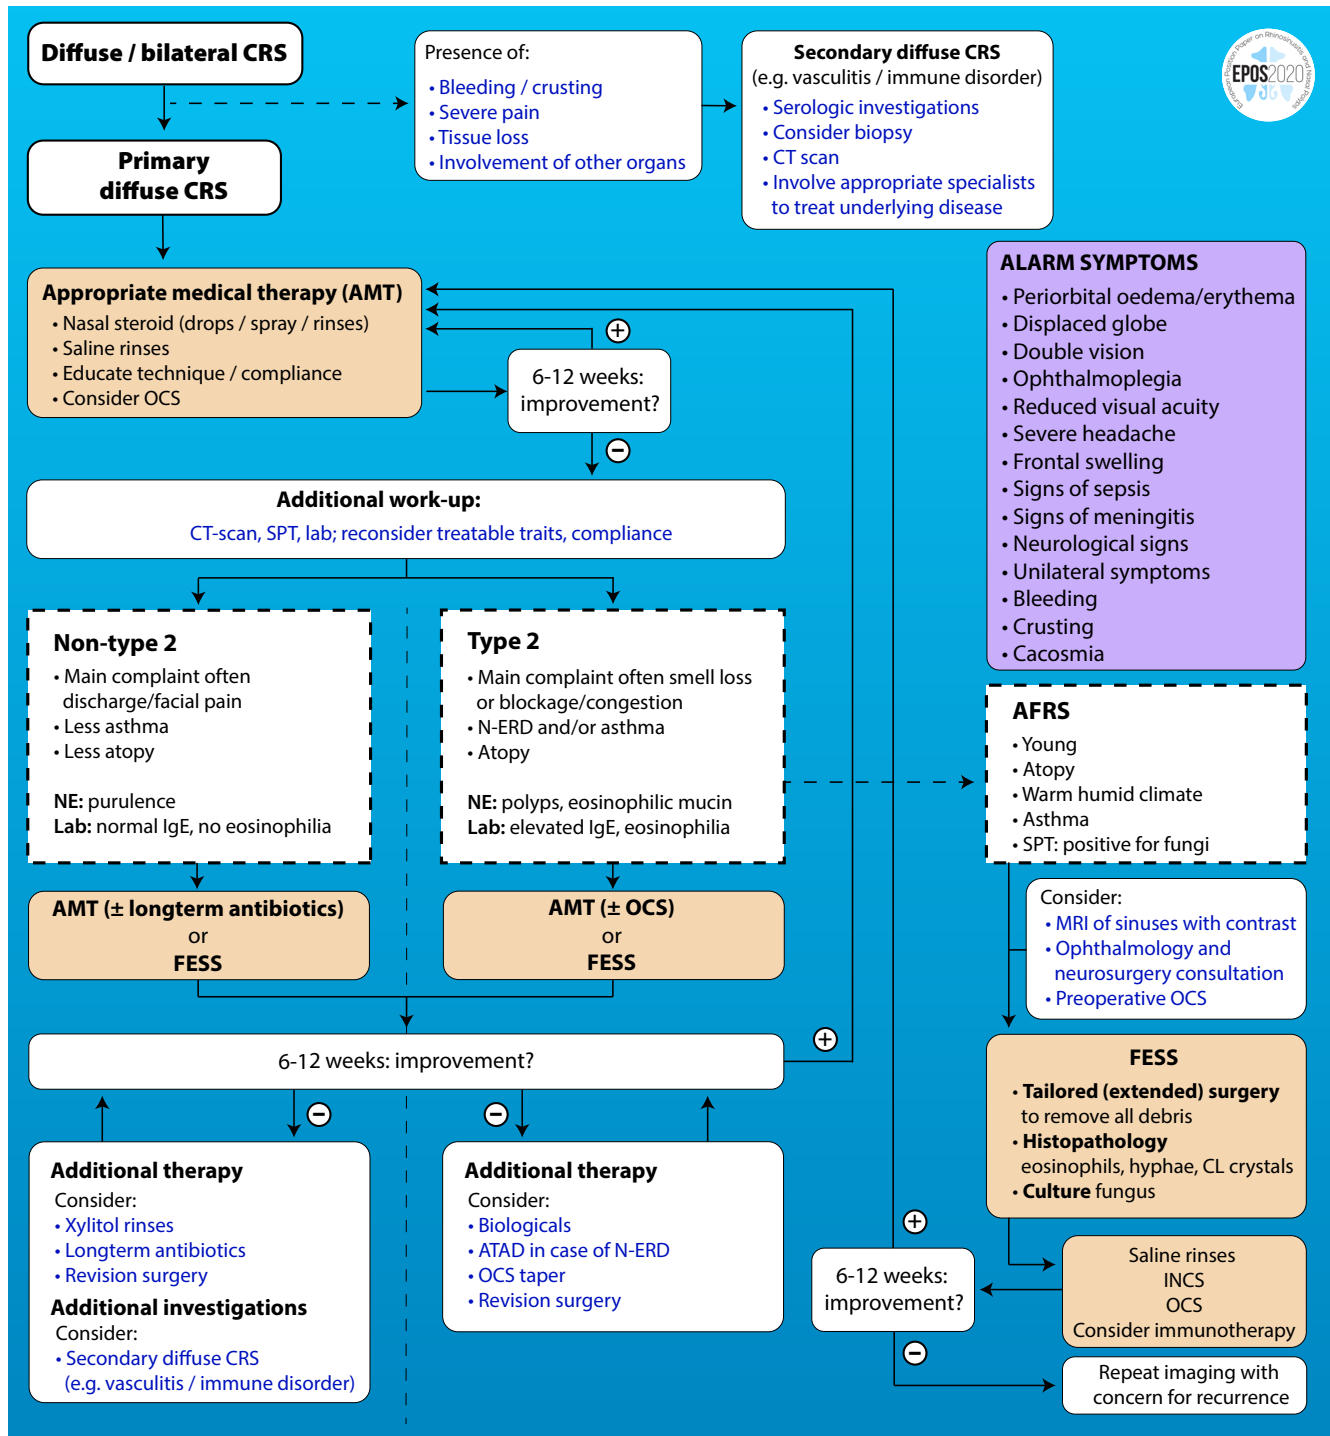 Diffuse / bilateral CRS
Presence of:
• Bleeding / crusting
• Severe pain
• Tissue loss
• Involvement of other organs
Secondary diffuse CRS
(e.g. vasculitis / immune disorder)
• Serologic investigations
• Consider biopsy
• CT scan
• Involve appropriate specialists
to treat underlying disease
European Position Paper on Rhinosinusitis and Nasal Polyps
EPOS2020
Primary
diffuse CRS
Appropriate medical therapy (AMT)
• Nasal steroid (drops / spray / rinses)
• Saline rinses
• Educate technique / compliance
• Consider OCS
+
6-12 weeks:
improvement?
−
ALARM SYMPTOMS
• Periorbital oedema/erythema
• Displaced globe
• Double vision
• Ophthalmoplegia
• Reduced visual acuity
• Severe headache
• Frontal swelling
• Signs of sepsis
• Signs of meningitis
• Neurological signs
• Unilateral symptoms
• Bleeding
• Crusting
• Cacosmia
Additional work-up:
CT-scan, SPT, lab; reconsider treatable traits, compliance
Non-type 2
• Main complaint often
discharge/facial pain
• Less asthma
• Less atopy
NE: purulence
Lab: normal IgE, no eosinophilia
Type 2
• Main complaint often smell loss
or blockage/congestion
• N-ERD and/or asthma
• Atopy
NE: polyps, eosinophilic mucin
Lab: elevated IgE, eosinophilia
AFRS
• Young
• Atopy
• Warm humid climate
• Asthma
• SPT: positive for fungi
AMT (± longterm antibiotics)
or
FESS
AMT (± OCS)
or
FESS
Consider:
• MRI of sinuses with contrast
• Ophthalmology and
neurosurgery consultation
• Preoperative OCS
6-12 weeks: improvement?
+
−
−
FESS
• Tailored (extended) surgery
to remove all debris
• Histopathology
eosinophils, hyphae, CL crystals
• Culture fungus
Additional therapy
Consider:
• Xylitol rinses
• Longterm antibiotics
• Revision surgery
Additional investigations
Consider:
• Secondary diffuse CRS
(e.g. vasculitis / immune disorder)
Additional therapy
Consider:
• Biologicals
• ATAD in case of N-ERD
• OCS taper
• Revision surgery
+
6-12 weeks:
improvement?
−
Saline rinses
INCS
OCS
Consider immunotherapy
Repeat imaging with
concern for recurrence